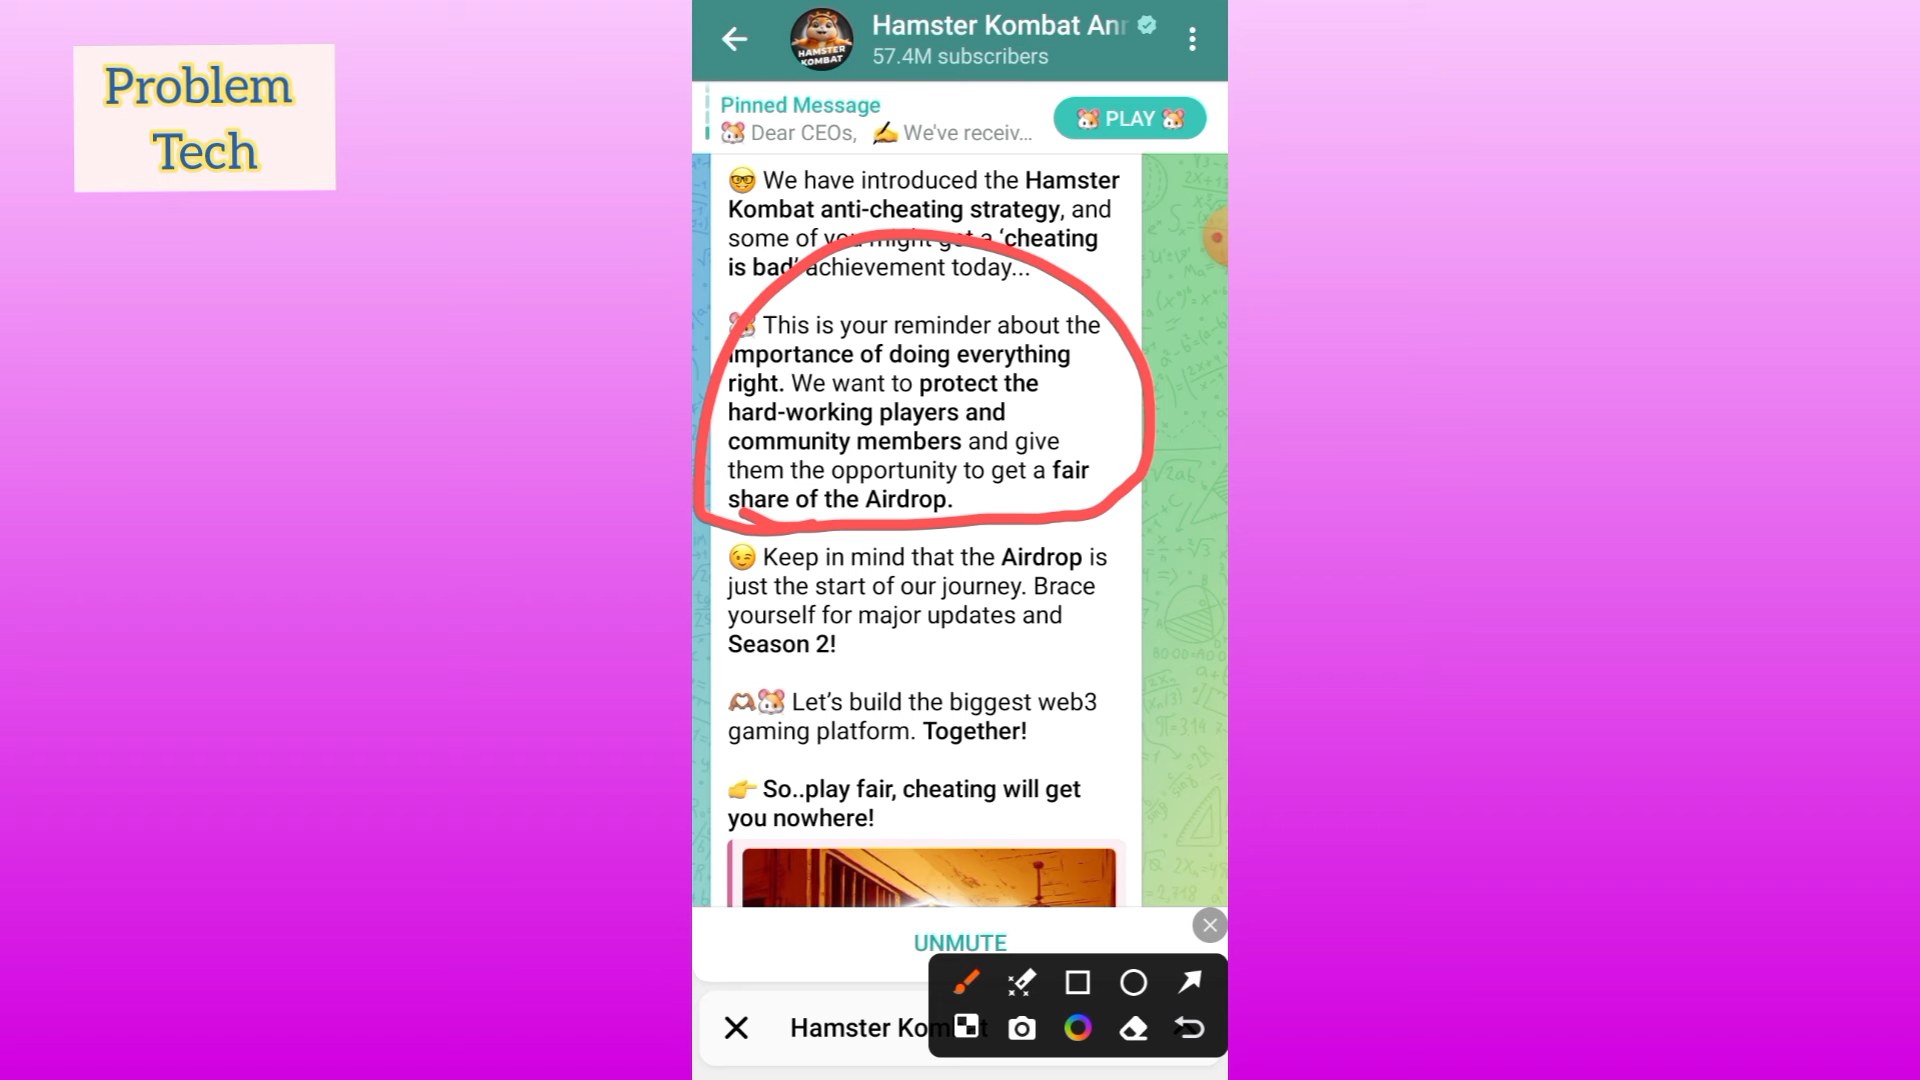 Problem
Tech
Hamster Kombat Ann
57.4M subscribers
HAMSTER
KOMBAT
Pinned Message
🐹 Dear CEOs, ✍️ We've receiv...
🐹 PLAY 🐹
🤓 We have introduced the Hamster
Kombat anti-cheating strategy, and
some of you might get a ‘cheating
is bad’ achievement today...
🐹 This is your reminder about the
importance of doing everything
right. We want to protect the
hard-working players and
community members and give
them the opportunity to get a fair
share of the Airdrop.
😉 Keep in mind that the Airdrop is
just the start of our journey. Brace
yourself for major updates and
Season 2!
🫶🏽🐹 Let’s build the biggest web3
gaming platform. Together!
👉 So..play fair, cheating will get
you nowhere!
UNMUTE
Hamster Kombat